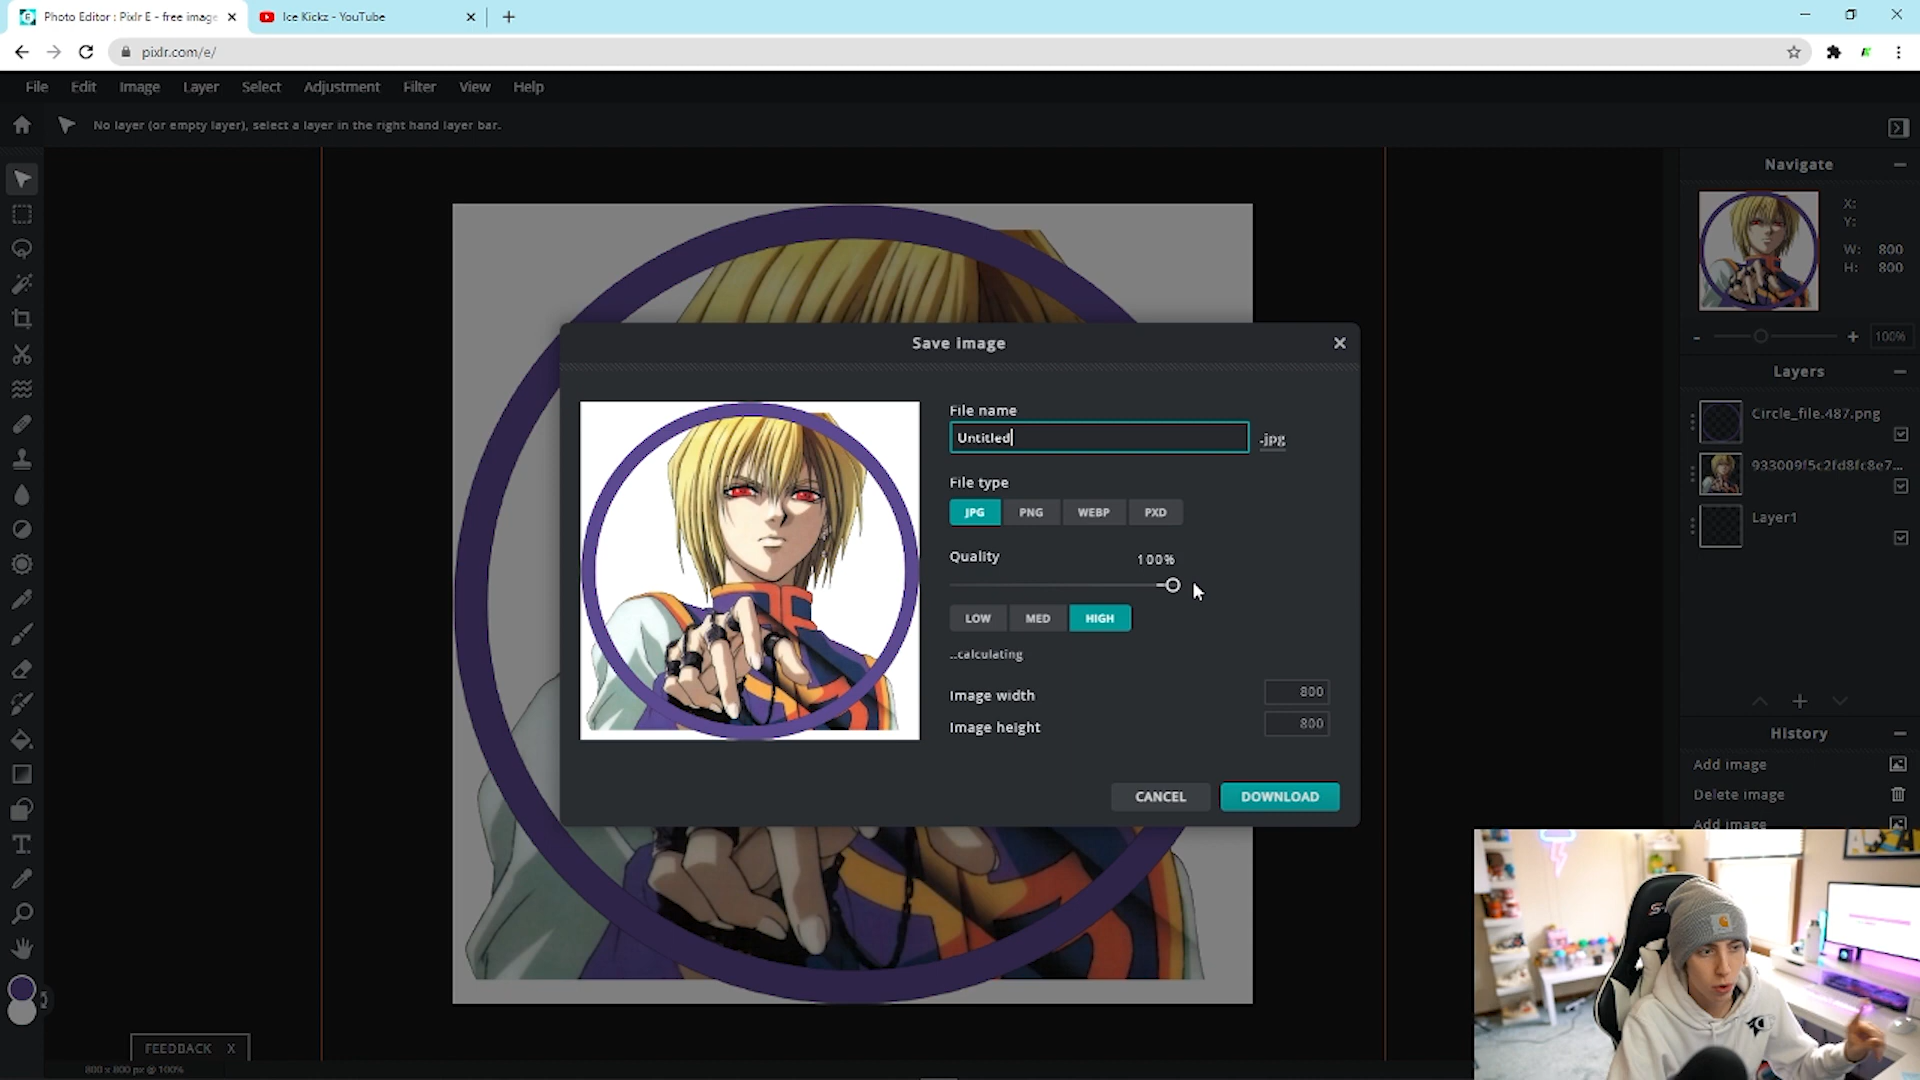 Photo Editor : Pixlr E - free image
Ice Kickz - YouTube
pixlr.com/e/
File Edit Image Layer Select Adjustment Filter View Help
No layer (or empty layer), select a layer in the right hand layer bar.
Navigate
X:
Y:
W: 800
H: 800
100%
Layers
Circle_file.487.png
933009f5c2fd8fc8e7...
Layer1
History
Add image
Delete image
Add image
Save image
File name
Untitled
.jpg
File type
JPG PNG WEBP PXD
Quality 100%
LOW MED HIGH
...calculating
Image width 800
Image height 800
CANCEL DOWNLOAD
FEEDBACK X
800 x 800 px @ 100%